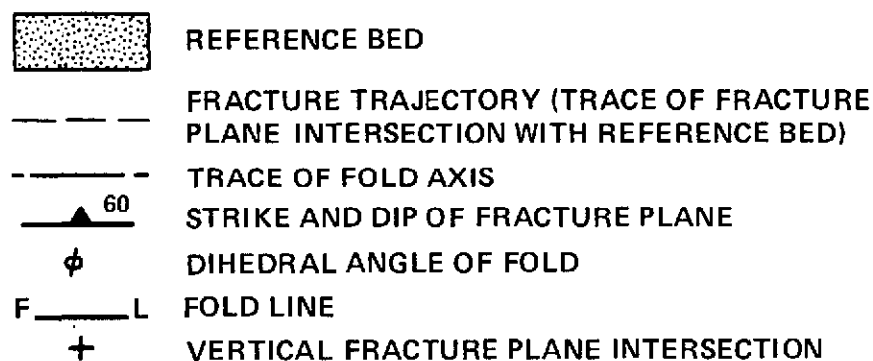 REFERENCE BED
FRACTURE TRAJECTORY (TRACE OF FRACTURE
PLANE INTERSECTION WITH REFERENCE BED)
TRACE OF FOLD AXIS
60 STRIKE AND DIP OF FRACTURE PLANE
ϕ DIHEDRAL ANGLE OF FOLD
F L FOLD LINE
+ VERTICAL FRACTURE PLANE INTERSECTION